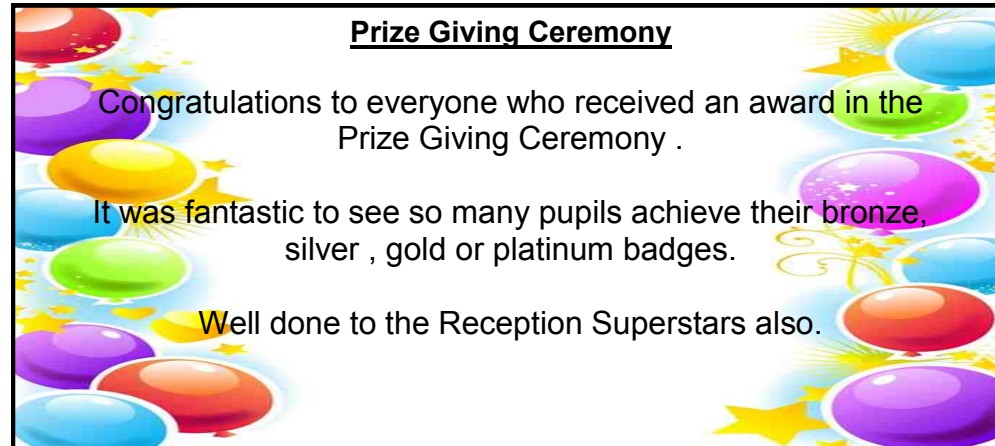 Prize Giving Ceremony
Congratulations to everyone who received an award in the
Prize Giving Ceremony .
It was fantastic to see so many pupils achieve their bronze,
silver , gold or platinum badges.
Well done to the Reception Superstars also.